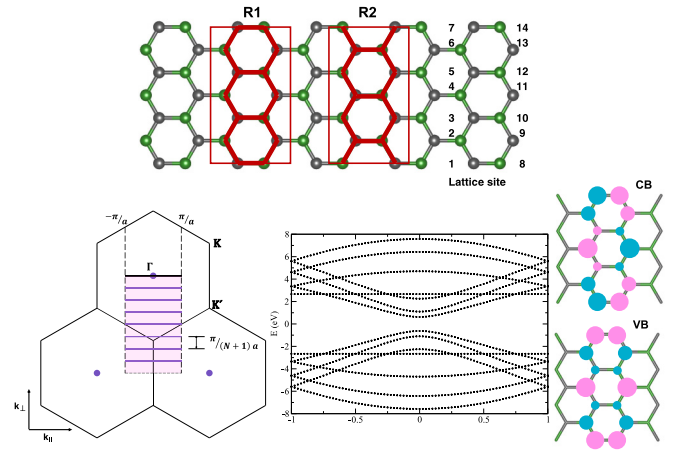 R1 R2
7 14
6 13
5 12
4 11
3 10
2 9
1 8
Lattice site
CB
VB
−π/a π/a
K
Γ
K′
π/(N + 1) a
k⊥
k∥
E (eV)
8
6
4
2
0
-2
-4
-6
-8
-1 -0.5 0 0.5 1